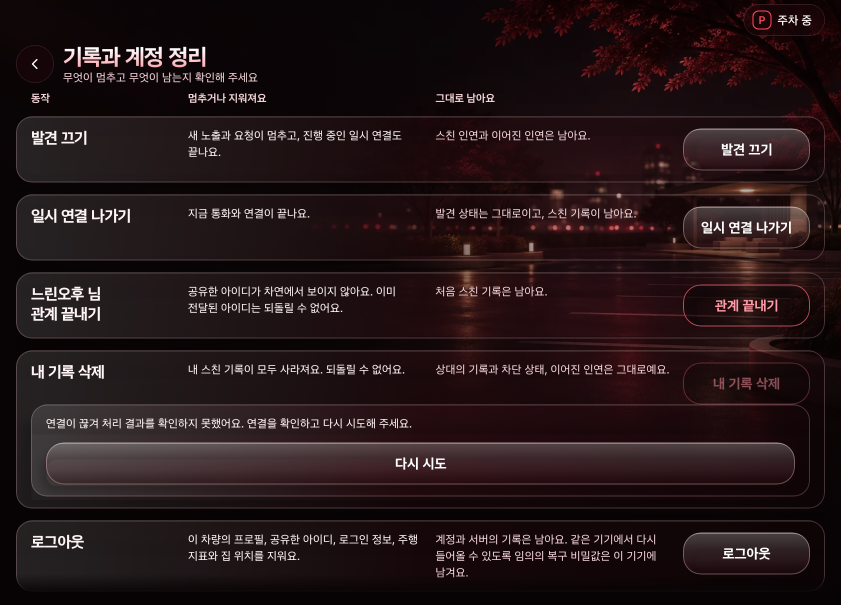 P 주차 중
기록과 계정 정리
무엇이 멈추고 무엇이 남는지 확인해 주세요
동작 멈추거나 지워져요 그대로 남아요
발견 끄기
새 노출과 요청이 멈추고, 진행 중인 일시 연결도
끝나요.
스친 인연과 이어진 인연은 남아요.
발견 끄기
일시 연결 나가기
지금 통화와 연결이 끝나요.
발견 상태는 그대로이고, 스친 기록이 남아요.
일시 연결 나가기
느린오후 님
관계 끝내기
공유한 아이디가 차연에서 보이지 않아요. 이미
전달된 아이디는 되돌릴 수 없어요.
처음 스친 기록은 남아요.
관계 끝내기
내 기록 삭제
내 스친 기록이 모두 사라져요. 되돌릴 수 없어요.
상대의 기록과 차단 상태, 이어진 인연은 그대로예요.
내 기록 삭제
연결이 끊겨 처리 결과를 확인하지 못했어요. 연결을 확인하고 다시 시도해 주세요.
다시 시도
로그아웃
이 차량의 프로필, 공유한 아이디, 로그인 정보, 주행
지표와 집 위치를 지워요.
계정과 서버의 기록은 남아요. 같은 기기에서 다시
들어올 수 있도록 임의의 복구 비밀값은 이 기기에
남겨요.
로그아웃